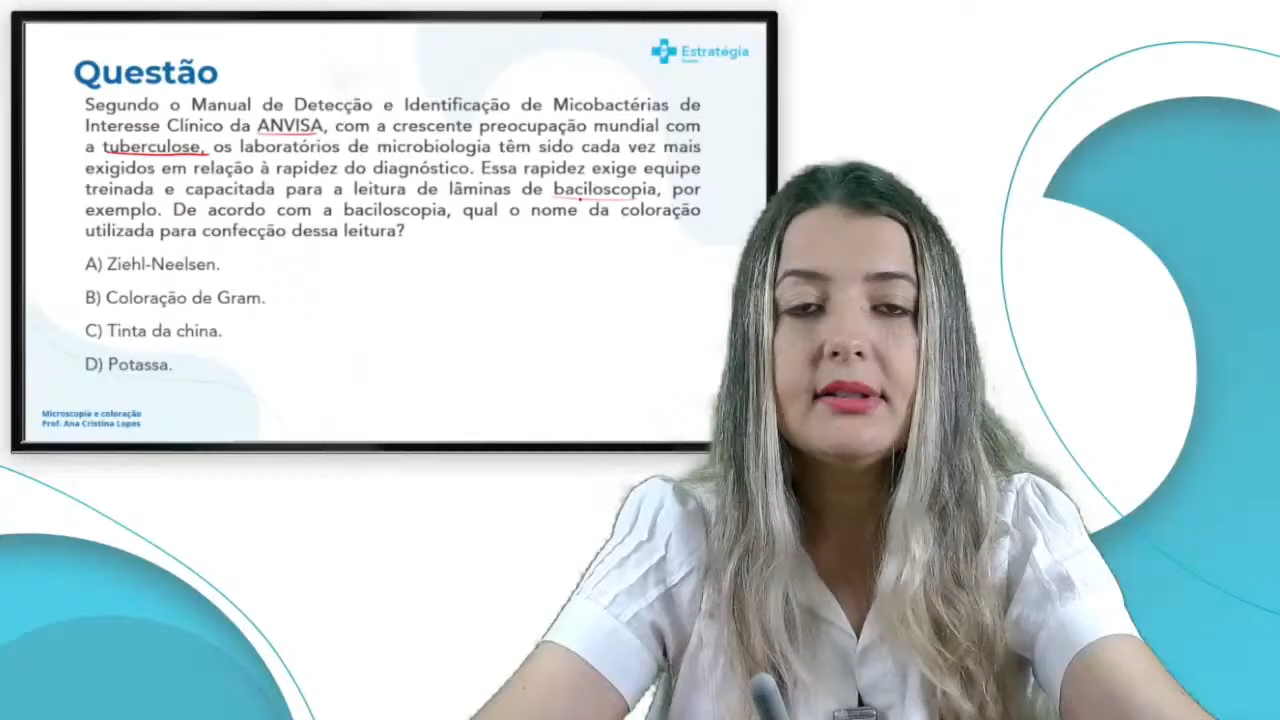 Estratégia
Questão
Segundo o Manual de Detecção e Identificação de Micobactérias de
Interesse Clínico da ANVISA, com a crescente preocupação mundial com
a tuberculose, os laboratórios de microbiologia têm sido cada vez mais
exigidos em relação à rapidez do diagnóstico. Essa rapidez exige equipe
treinada e capacitada para a leitura de lâminas de baciloscopia, por
exemplo. De acordo com a baciloscopia, qual o nome da coloração
utilizada para confecção dessa leitura?
A) Ziehl-Neelsen.
B) Coloração de Gram.
C) Tinta da china.
D) Potassa.
Microscopia e coloração
Prof. Ana Cristina Lopes